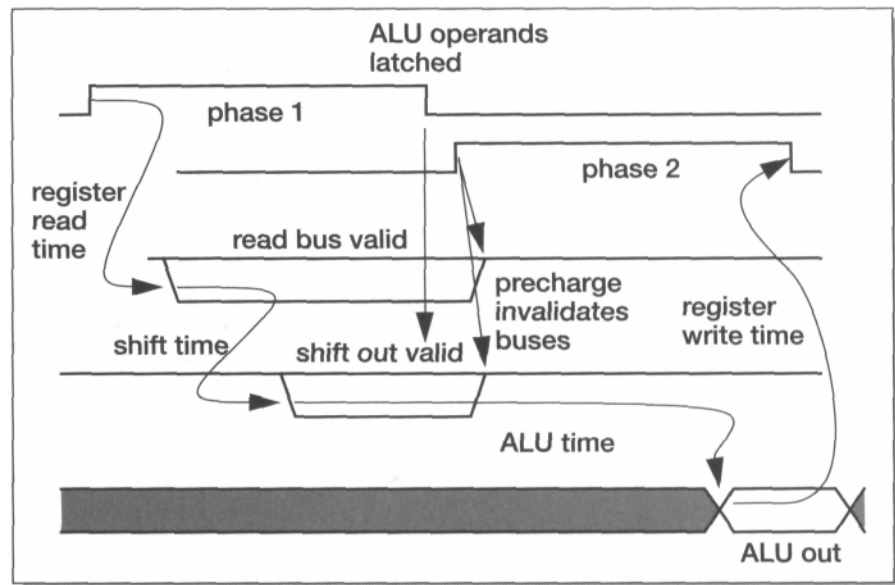 ALU operands
latched
phase 1
phase 2
register
read
time
read bus valid
precharge
invalidates
buses
register
write time
shift time
shift out valid
ALU time
ALU out